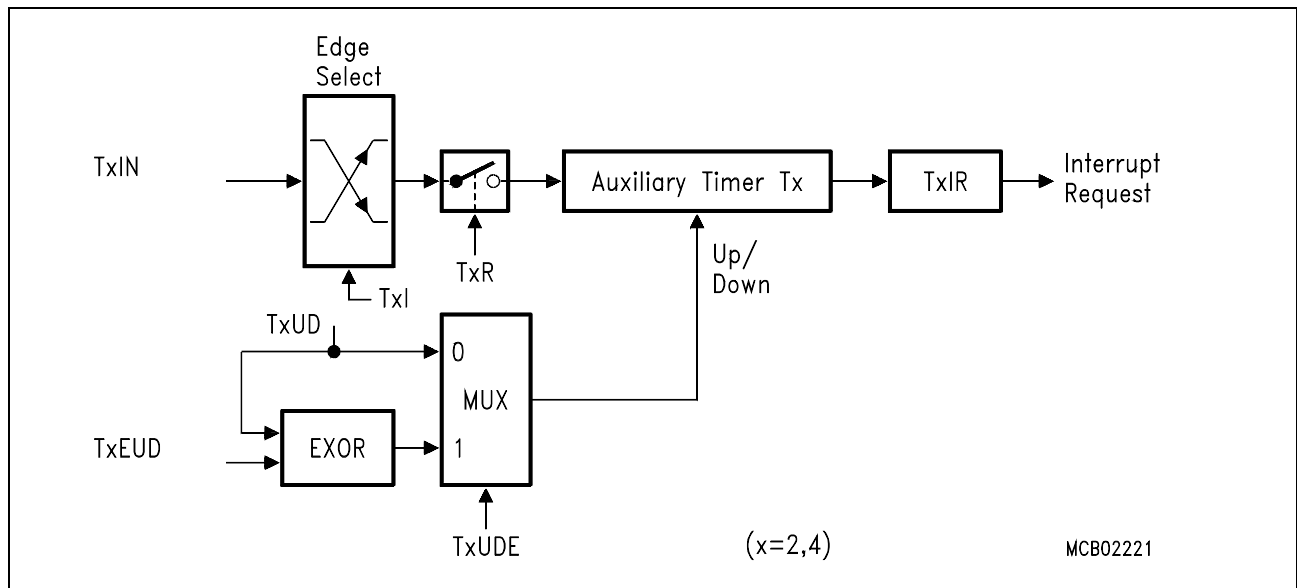 Edge
Select
TxIN
Auxiliary Timer Tx
TxIR
Interrupt
Request
TxR
Up/
Down
TxI
TxUD
0
MUX
TxEUD
EXOR
1
TxUDE
(x=2,4)
MCB02221